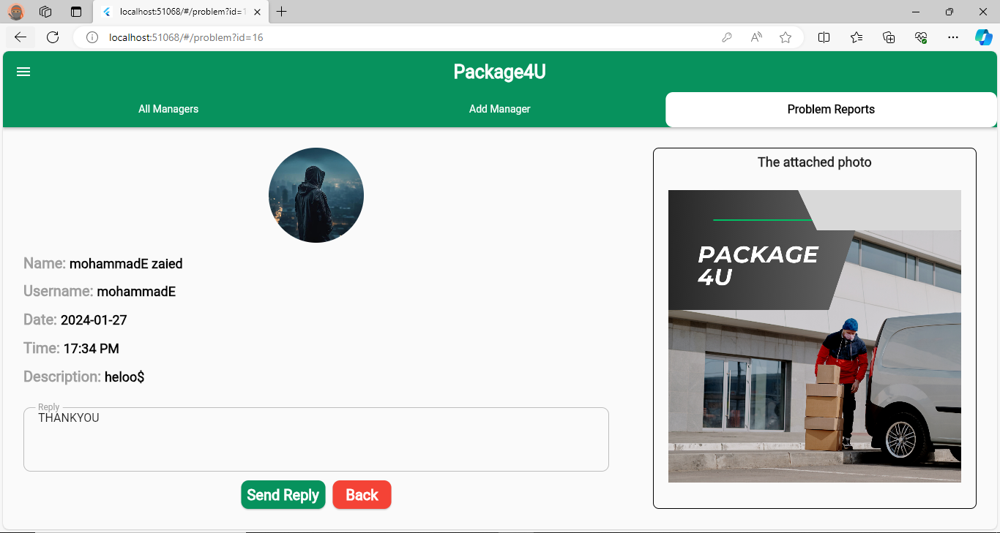 localhost:51068/#/problem?id=1
localhost:51068/#/problem?id=16
Package4U
All Managers
Add Manager
Problem Reports
The attached photo
PACKAGE
4U
Name: mohammadE zaied
Username: mohammadE
Date: 2024-01-27
Time: 17:34 PM
Description: heloo$
Reply
THANKYOU
Send Reply
Back